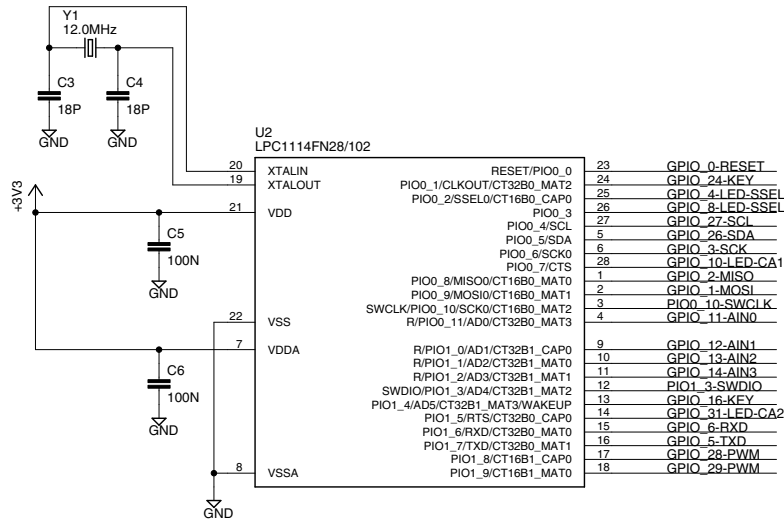 Y1
12.0MHz
C3
18P
GND
C4
18P
GND
U2
LPC1114FN28/102
+3V3
20 XTALIN
19 XTALOUT
21 VDD
C5
100N
GND
22 VSS
7 VDDA
C6
100N
GND
8 VSSA
GND
RESET/PIO0_0 23 GPIO_0-RESET
PIO0_1/CLKOUT/CT32B0_MAT2 24 GPIO_24-KEY
PIO0_2/SSEL0/CT16B0_CAP0 25 GPIO_4-LED-SSEL
PIO0_3 26 GPIO_8-LED-SSEL
PIO0_4/SCL 27 GPIO_27-SCL
PIO0_5/SDA 5 GPIO_26-SDA
PIO0_6/SCK0 6 GPIO_3-SCK
PIO0_7/CTS 28 GPIO_10-LED-CA1
PIO0_8/MISO0/CT16B0_MAT0 1 GPIO_2-MISO
PIO0_9/MOSI0/CT16B0_MAT1 2 GPIO_1-MOSI
SWCLK/PIO0_10/SCK0/CT16B0_MAT2 3 PIO0_10-SWCLK
R/PIO0_11/AD0/CT32B0_MAT3 4 GPIO_11-AIN0
R/PIO1_0/AD1/CT32B1_CAP0 9 GPIO_12-AIN1
R/PIO1_1/AD2/CT32B1_MAT0 10 GPIO_13-AIN2
R/PIO1_2/AD3/CT32B1_MAT1 11 GPIO_14-AIN3
SWDIO/PIO1_3/AD4/CT32B1_MAT2 12 PIO1_3-SWDIO
PIO1_4/AD5/CT32B1_MAT3/WAKEUP 13 GPIO_16-KEY
PIO1_5/RTS/CT32B0_CAP0 14 GPIO_31-LED-CA2
PIO1_6/RXD/CT32B0_MAT0 15 GPIO_6-RXD
PIO1_7/TXD/CT32B0_MAT1 16 GPIO_5-TXD
PIO1_8/CT16B1_CAP0 17 GPIO_28-PWM
PIO1_9/CT16B1_MAT0 18 GPIO_29-PWM